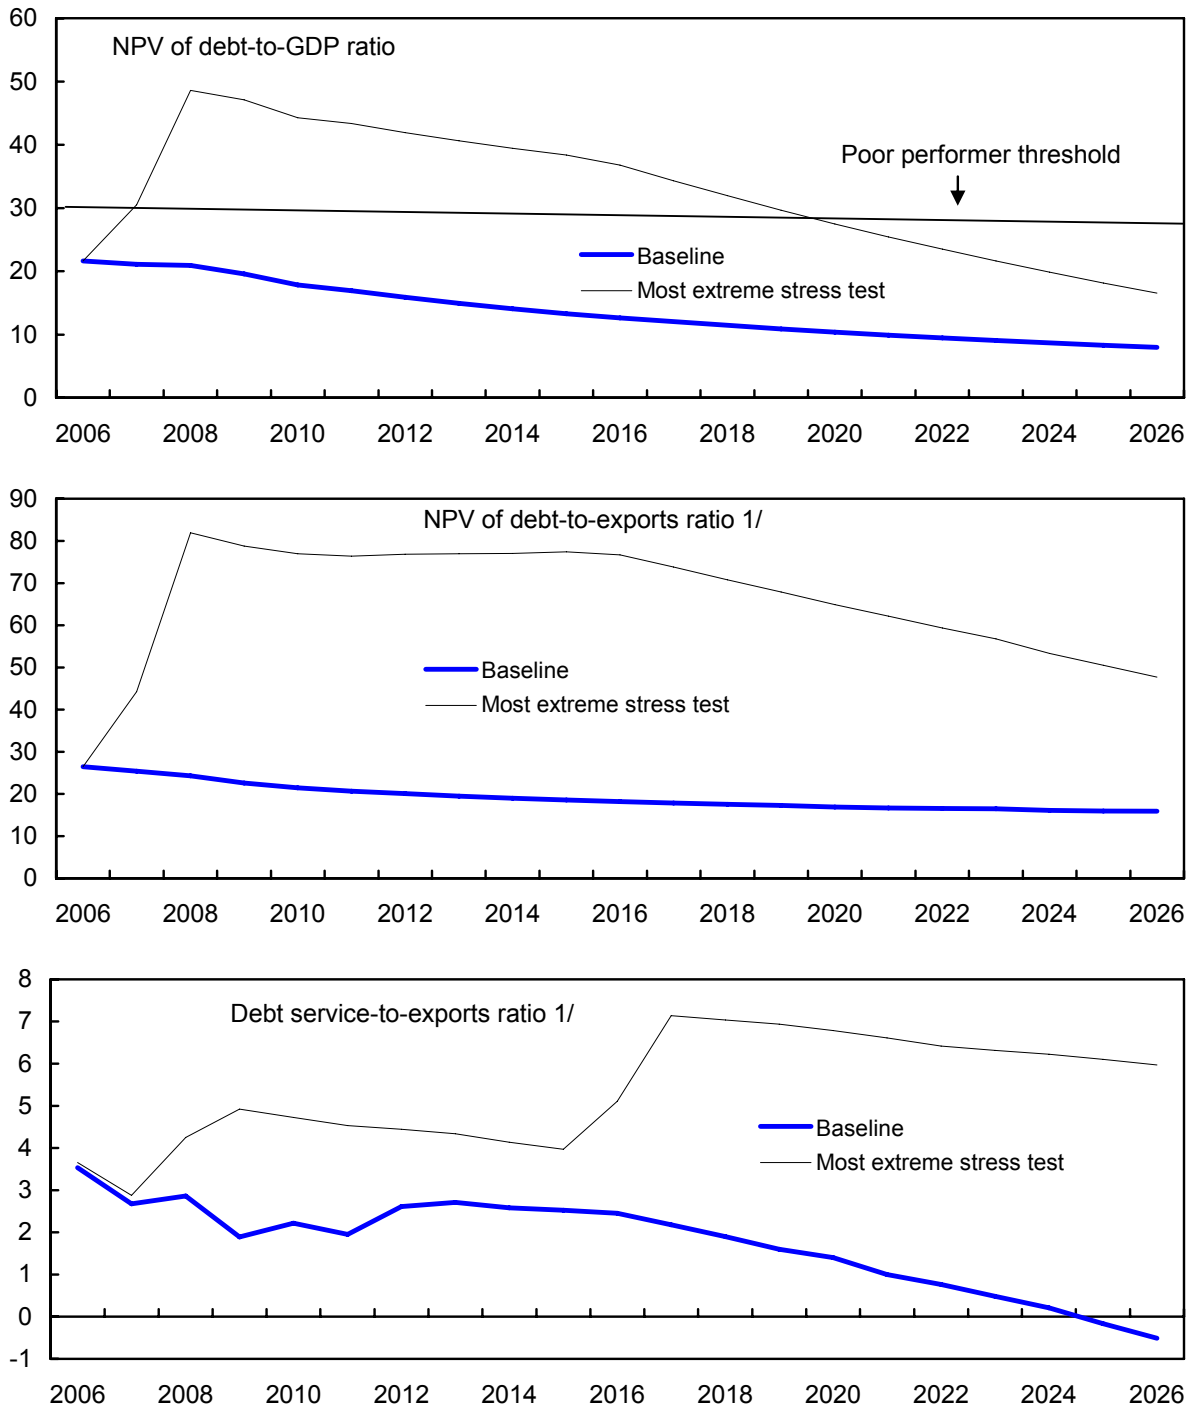 60
NPV of debt-to-GDP ratio
50
40
Poor performer threshold
30
Baseline
20
Most extreme stress test
10
0
2006 2008 2010 2012 2014 2016 2018 2020 2022 2024 2026
90
NPV of debt-to-exports ratio 1/
80
70
60
50
Baseline
40
Most extreme stress test
30
20
10
0
2006 2008 2010 2012 2014 2016 2018 2020 2022 2024 2026
8
Debt service-to-exports ratio 1/
7
6
5
Baseline
4
Most extreme stress test
3
2
1
0
-1
2006 2008 2010 2012 2014 2016 2018 2020 2022 2024 2026